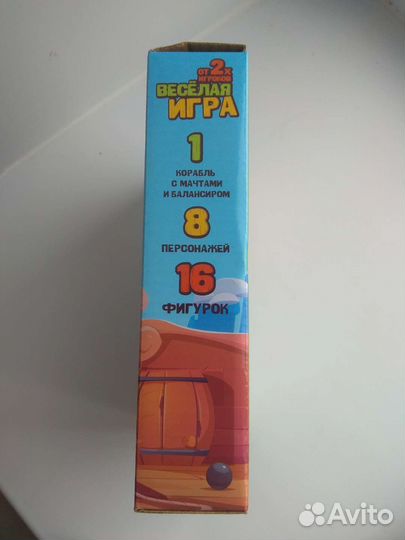 ОТ 2Х
ИГРОКОВ
ВЕСЁЛАЯ
ИГРА
1
КОРАБЛЬ
С МАЧТАМИ
И БАЛАНСИРОМ
8
ПЕРСОНАЖЕЙ
16
ФИГУРОК
Avito